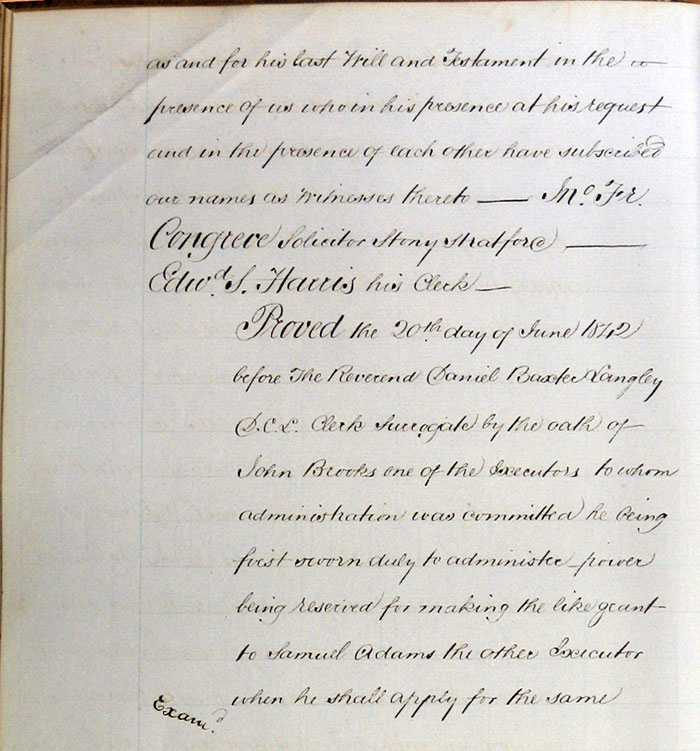 as and for his last Will and Testament in the
presence of us who in his presence at his request
and in the presence of each other have subscribed
our names as Witnesses thereto — Jno. Fr.
Congreve Solicitor Stony Stratford —
Edwd. S. Harris his Clerk —
Proved the 20th day of June 1842
before The Reverend Daniel Baxter Langley
D.C.L. Clerk Surrogate by the oath of
John Brooks one of the Executors to whom
administration was committed he being
first sworn duly to administer power
being reserved for making the like grant
to Samuel Adams the other Executor
when he shall apply for the same
Examd.